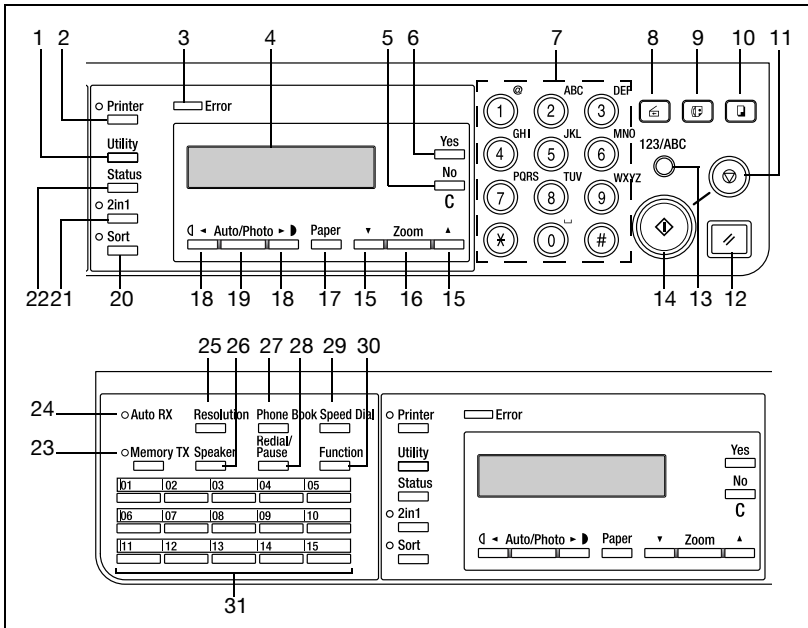 1 2 3 4 5 6 7 8 9 10 11
Printer Error
Utility
Status
2in1
Sort
Yes
No
C
Auto/Photo Paper Zoom
@ ABC DEF
1 2 3
GHI JKL MNO
4 5 6
PQRS TUV WXYZ
7 8 9
* 0 #
123/ABC
22 21 20 18 19 18 17 15 16 15 14 13 12
25 26 27 28 29 30
24 Auto RX Resolution Phone Book Speed Dial
23 Memory TX Speaker Redial/
Pause Function
01 02 03 04 05
06 07 08 09 10
11 12 13 14 15
31
Printer Error
Utility
Status
2in1
Sort
Yes
No
C
Auto/Photo Paper Zoom